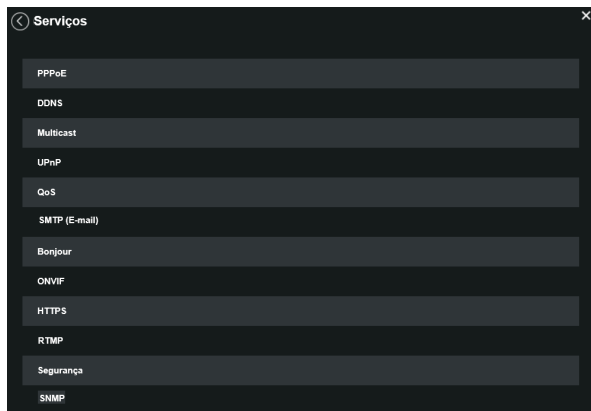 Serviços
PPPoE
DDNS
Multicast
UPnP
QoS
SMTP (E-mail)
Bonjour
ONVIF
HTTPS
RTMP
Segurança
SNMP